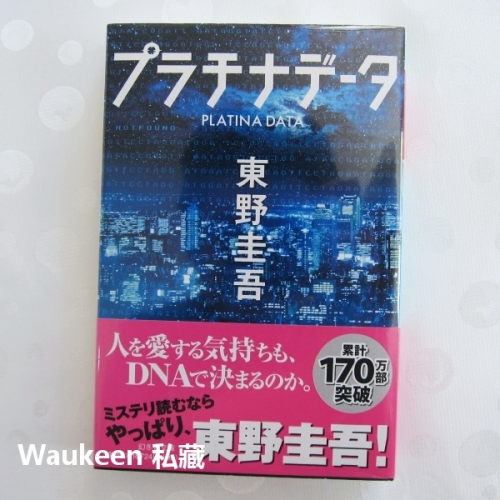 プラチナデータ
PLATINA DATA
NOTFOUND
東野圭吾
人を愛する気持ちも、
DNAで決まるのか。
累計
170万部
突破
ミステリ読むなら
やっぱり、
東野圭吾!
Waukeen 私藏